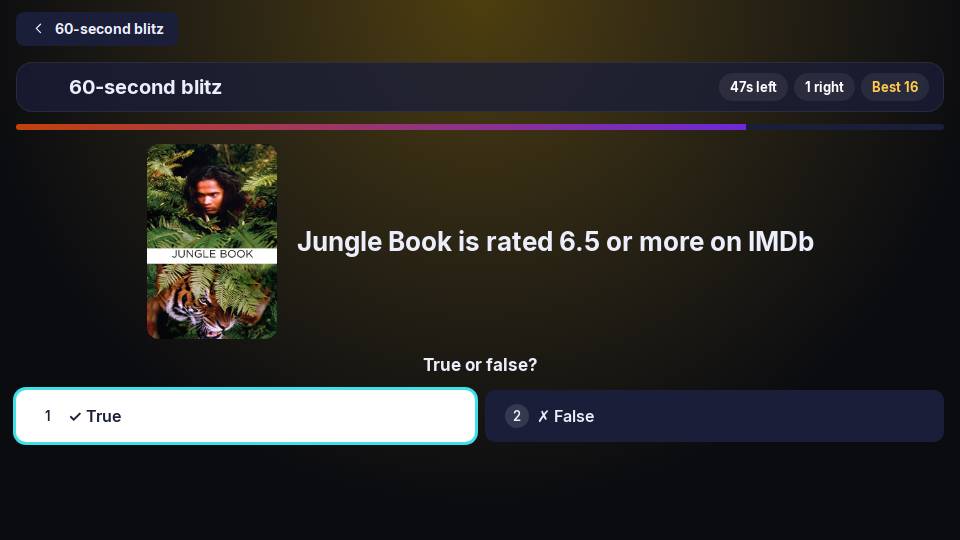 60-second blitz
60-second blitz
47s left
1 right
Best 16
JUNGLE BOOK
Jungle Book is rated 6.5 or more on IMDb
True or false?
1 ✓ True
2 ✗ False